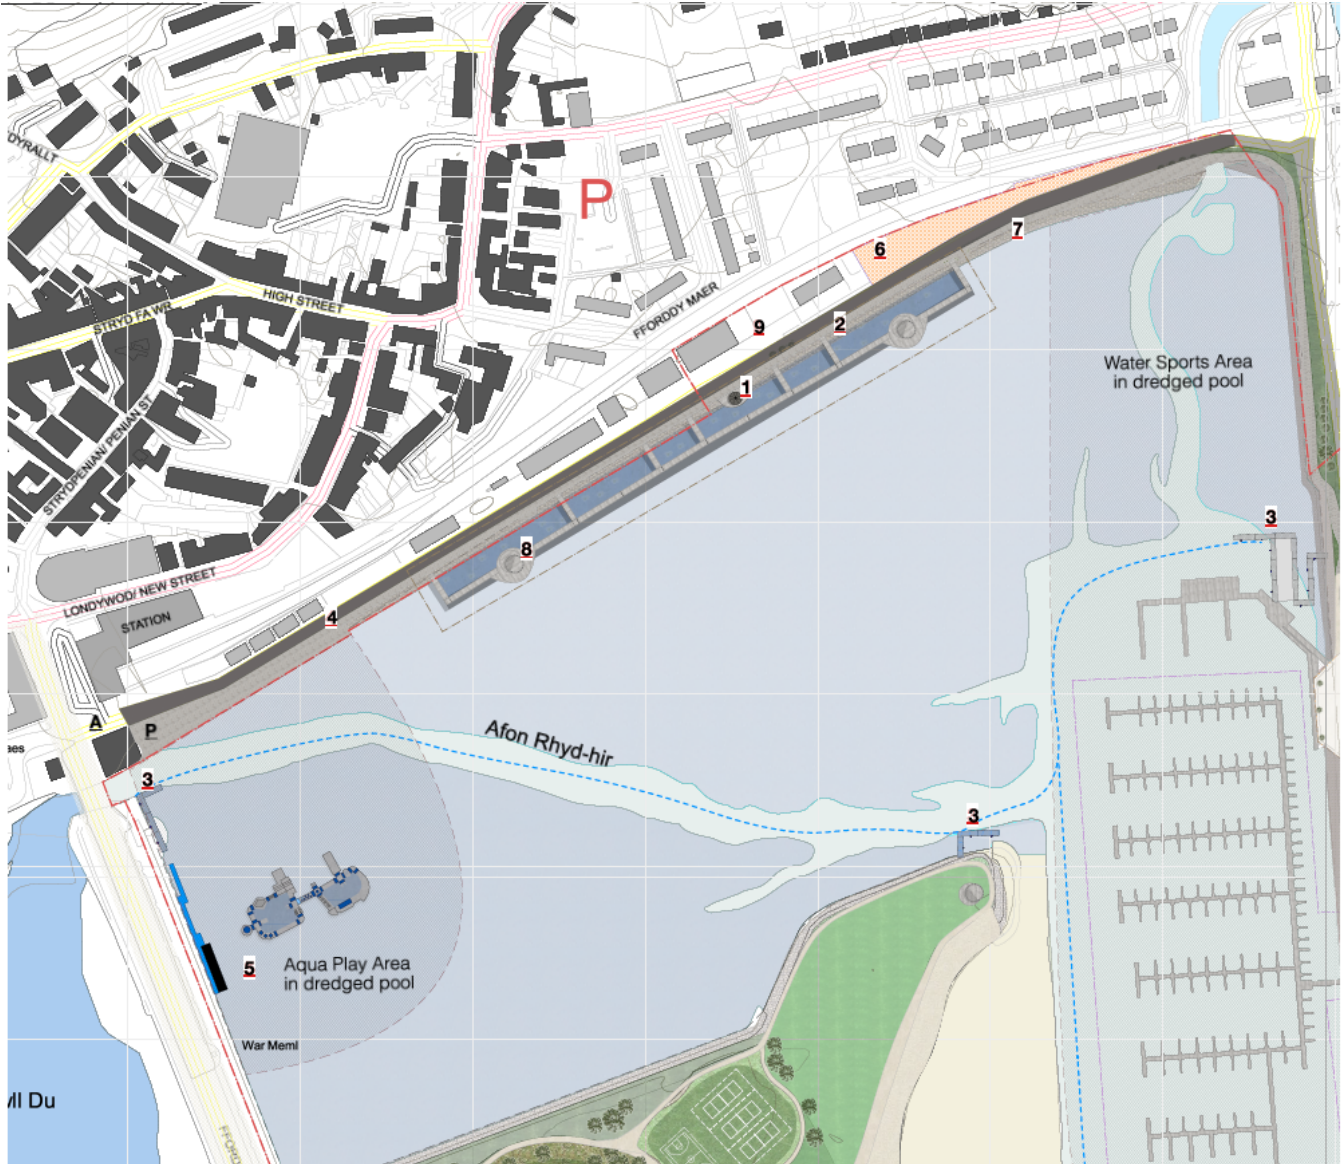 DYRALLT
P
6
7
HIGH STREET
STRYD FAWR
FFORDDY MAER
9
2
1
Water Sports Area
in dredged pool
STRYDPENIAN/ PENIAN ST
3
8
LONDYWOD/ NEW STREET
STATION
4
A
P
Afon Rhyd-hir
3
3
5
Aqua Play Area
in dredged pool
War Meml
Du
FFORD